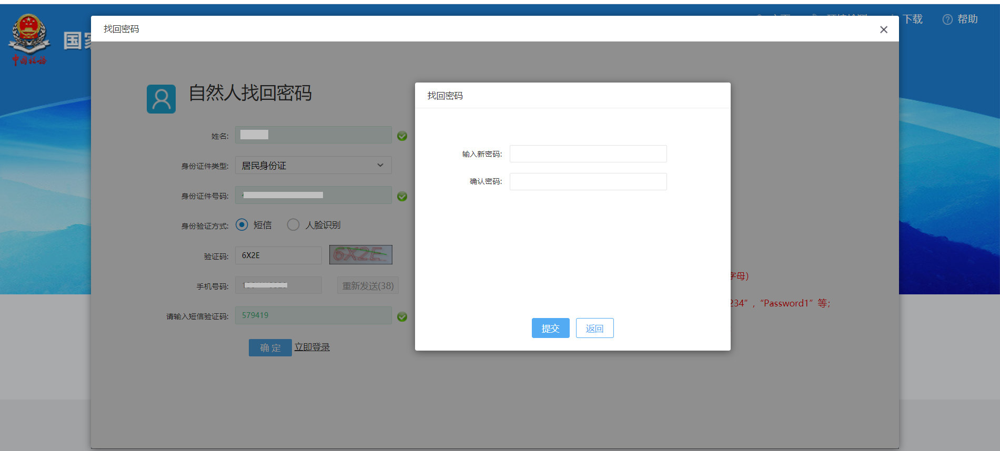 下载
帮助
中国税务
国家
找回密码
自然人找回密码
找回密码
姓名:
身份证件类型:
居民身份证
输入新密码:
确认密码:
身份证件号码:
身份验证方式:
短信
人脸识别
验证码:
6X2E
6X2E
字母)
手机号码:
重新发送(38)
234”,“Password1”等;
请输入短信验证码:
579419
提交
返回
确 定
立即登录